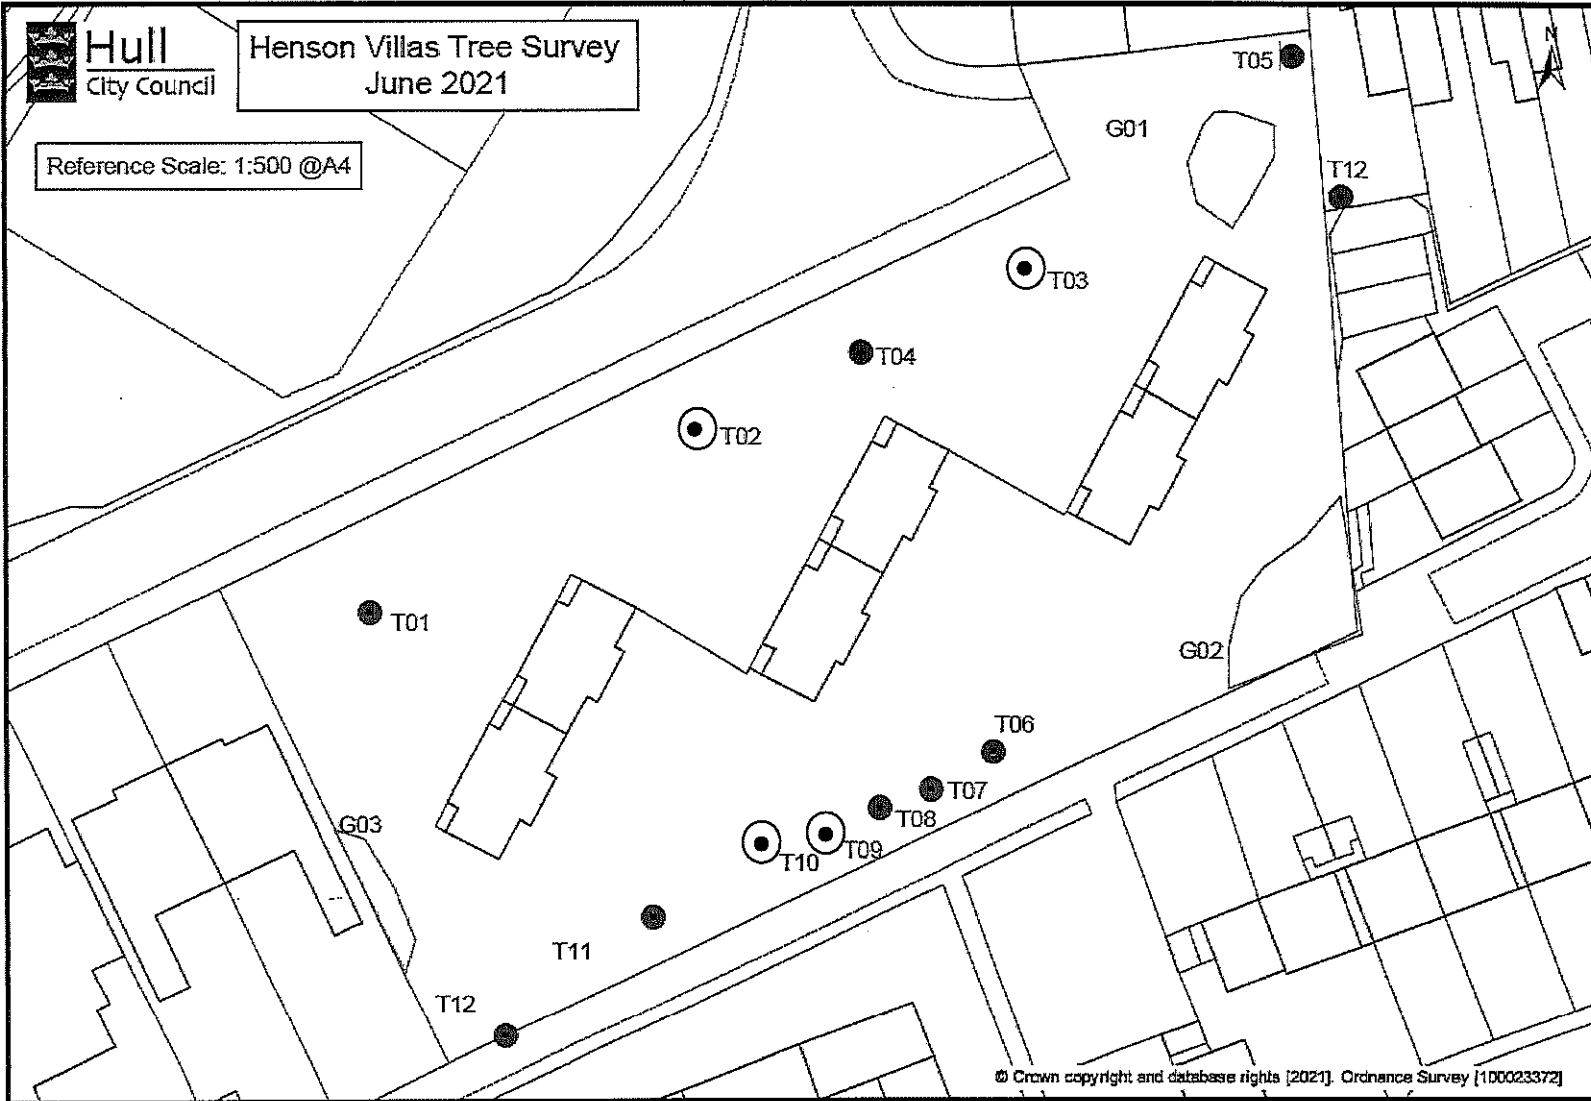 Hull
City Council
Henson Villas Tree Survey
June 2021
Reference Scale: 1:500 @A4
N
T05
G01
T12
T03
T04
T02
T01
G02
T06
T07
T08
T09
T10
G03
T11
T12
© Crown copyright and database rights [2021]. Ordnance Survey [100023372]